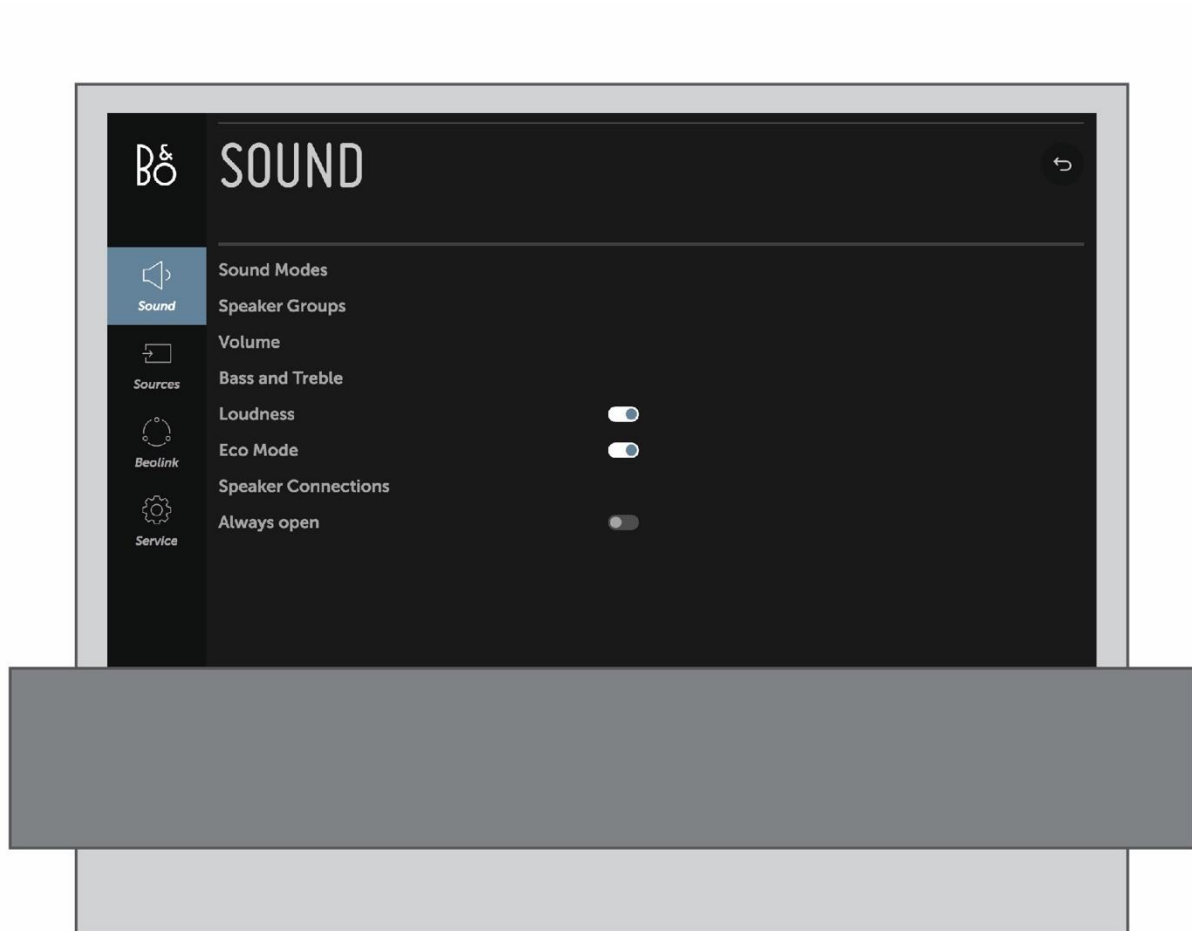 B&O
SOUND
Sound
Sources
Beolink
Service
Sound Modes
Speaker Groups
Volume
Bass and Treble
Loudness
Eco Mode
Speaker Connections
Always open